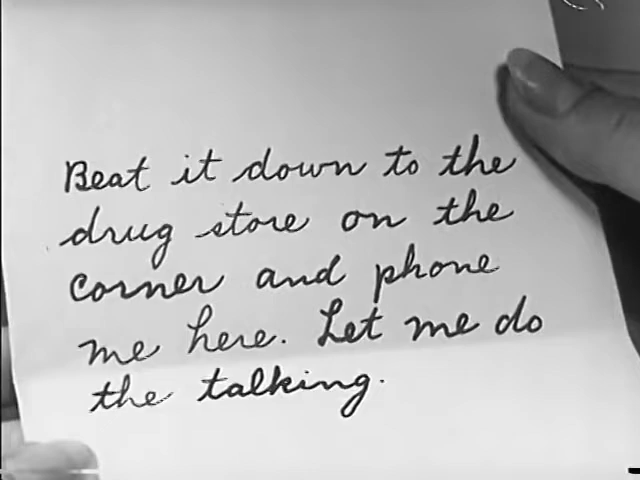 Beat it down to the
drug store on the
corner and phone
me here. Let me do
the talking.